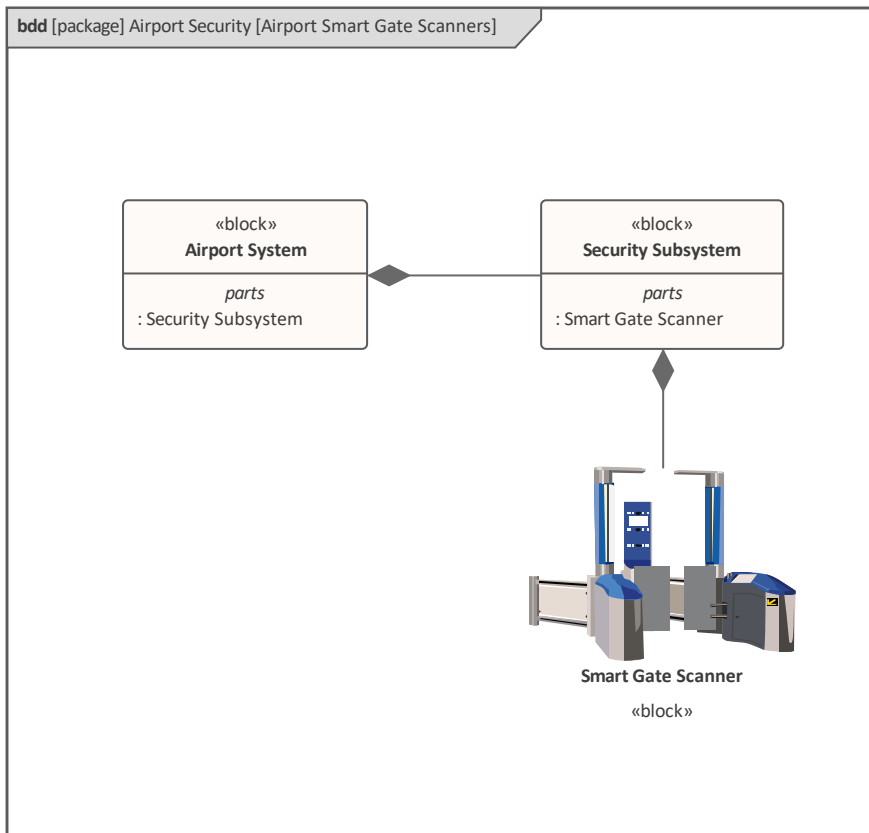 bdd [package] Airport Security [Airport Smart Gate Scanners]
«block»
Airport System
parts
: Security Subsystem
«block»
Security Subsystem
parts
: Smart Gate Scanner
Smart Gate Scanner
«block»